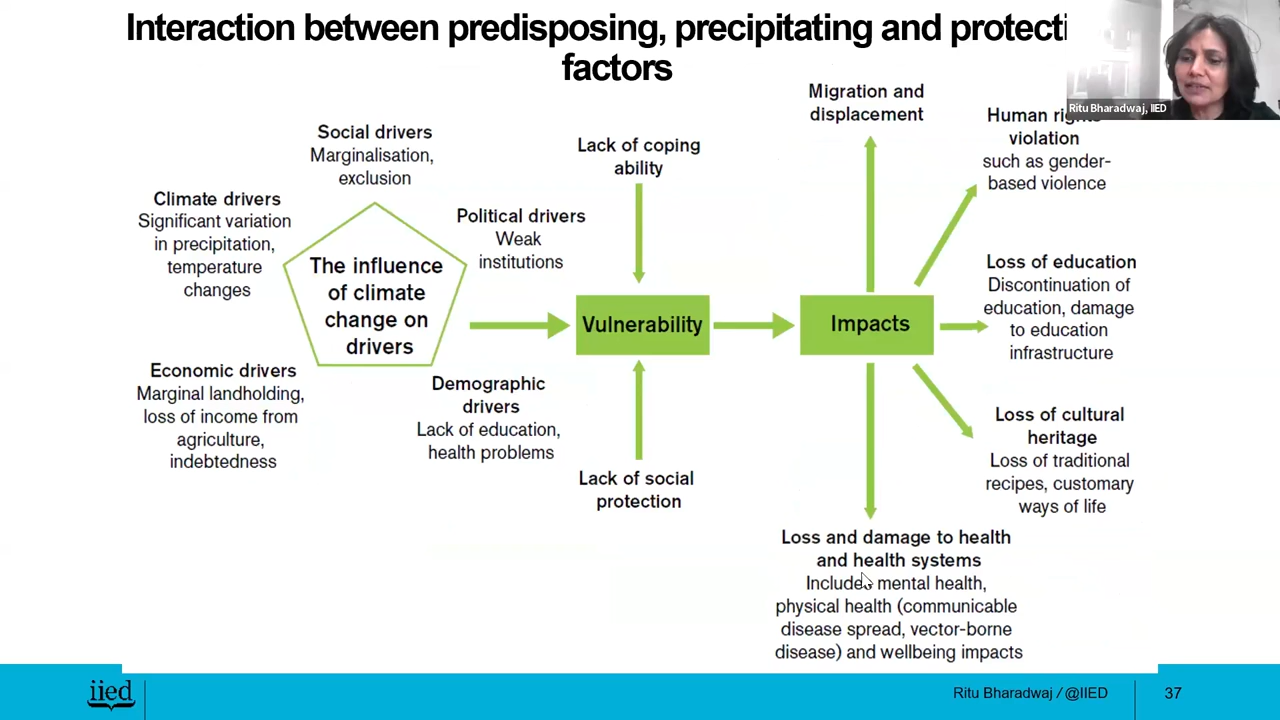 Interaction between predisposing, precipitating and protecti
factors
Ritu Bharadwaj, IIED
Social drivers
Marginalisation,
exclusion
Climate drivers
Significant variation
in precipitation,
temperature
changes
Political drivers
Weak
institutions
The influence
of climate
change on
drivers
Economic drivers
Marginal landholding,
loss of income from
agriculture,
indebtedness
Demographic
drivers
Lack of education,
health problems
Lack of coping
ability
Vulnerability
Lack of social
protection
Impacts
Migration and
displacement
Human rights
violation
such as gender-
based violence
Loss of education
Discontinuation of
education, damage
to education
infrastructure
Loss of cultural
heritage
Loss of traditional
recipes, customary
ways of life
Loss and damage to health
and health systems
Includes mental health,
physical health (communicable
disease spread, vector-borne
disease) and wellbeing impacts
iied
Ritu Bharadwaj / @IIED
37